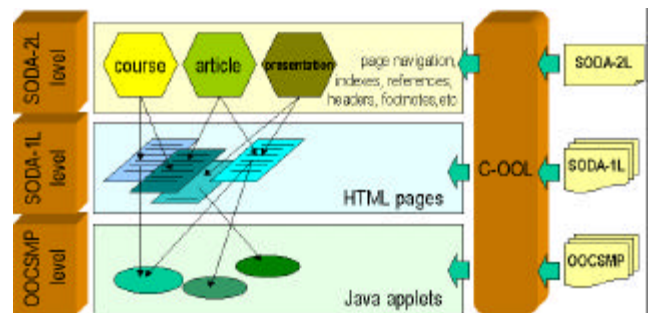 SODA-2L
level
course
article
presentation
page navigation,
indexes, references,
headers, footnotes,etc
SODA-2L
SODA-1L
level
HTML pages
C-OOL
SODA-1L
OOCSMP
level
Java applets
OOCSMP